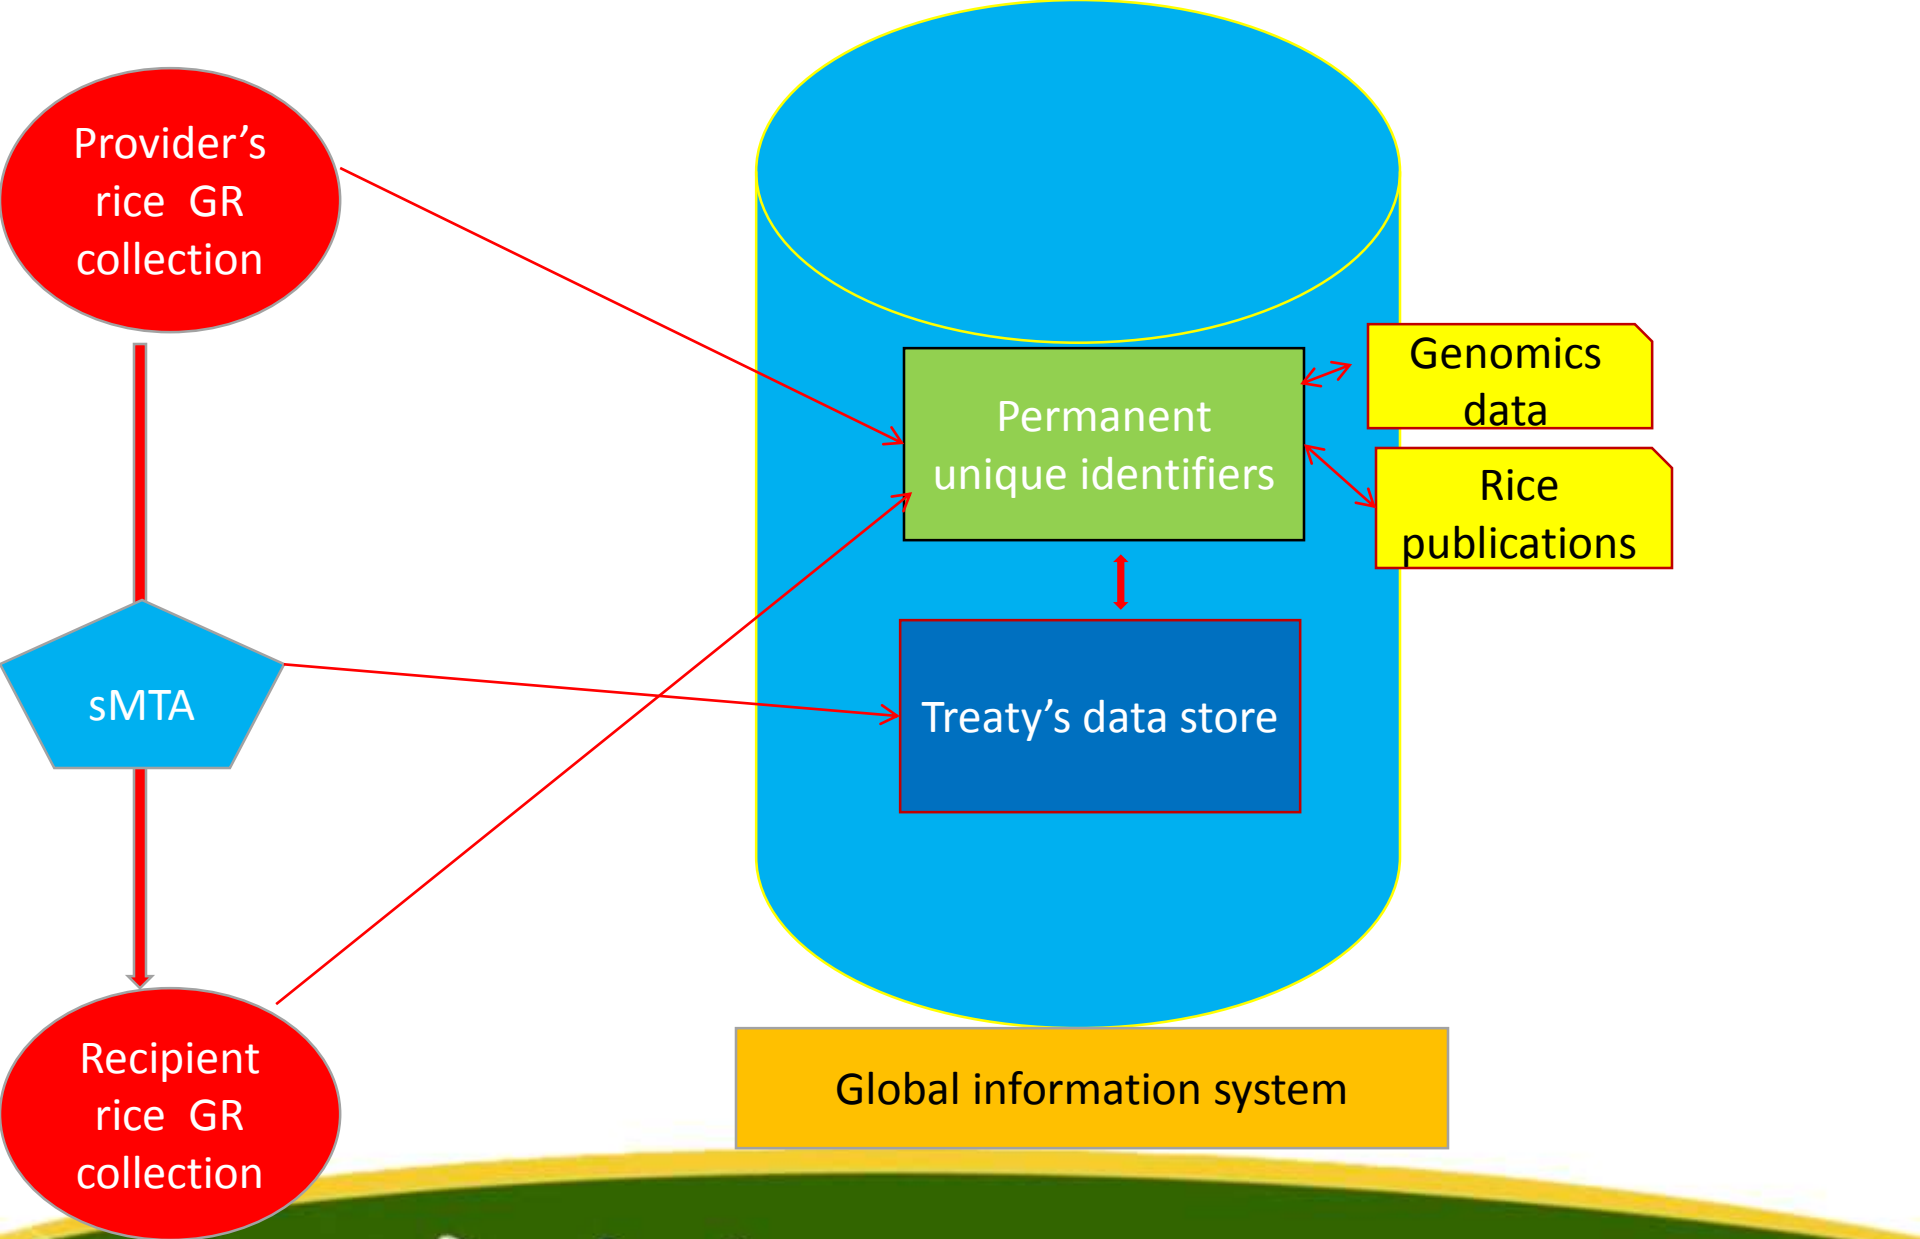 Provider’s
rice  GR
collection
Genomics
data
Permanent
unique identifiers
Rice
publications
sMTA
Treaty’s data store
Recipient
rice  GR
collection
Global information system